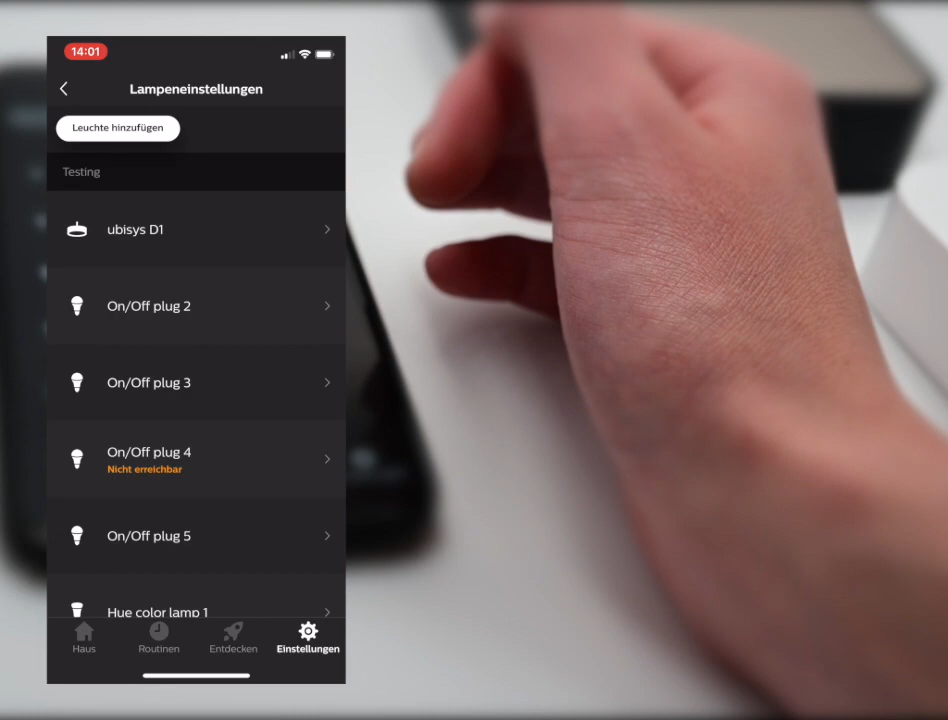 14:01
Lampeneinstellungen
Leuchte hinzufügen
Testing
ubisys D1
On/Off plug 2
On/Off plug 3
On/Off plug 4
Nicht erreichbar
On/Off plug 5
Hue color lamp 1
Haus
Routinen
Entdecken
Einstellungen